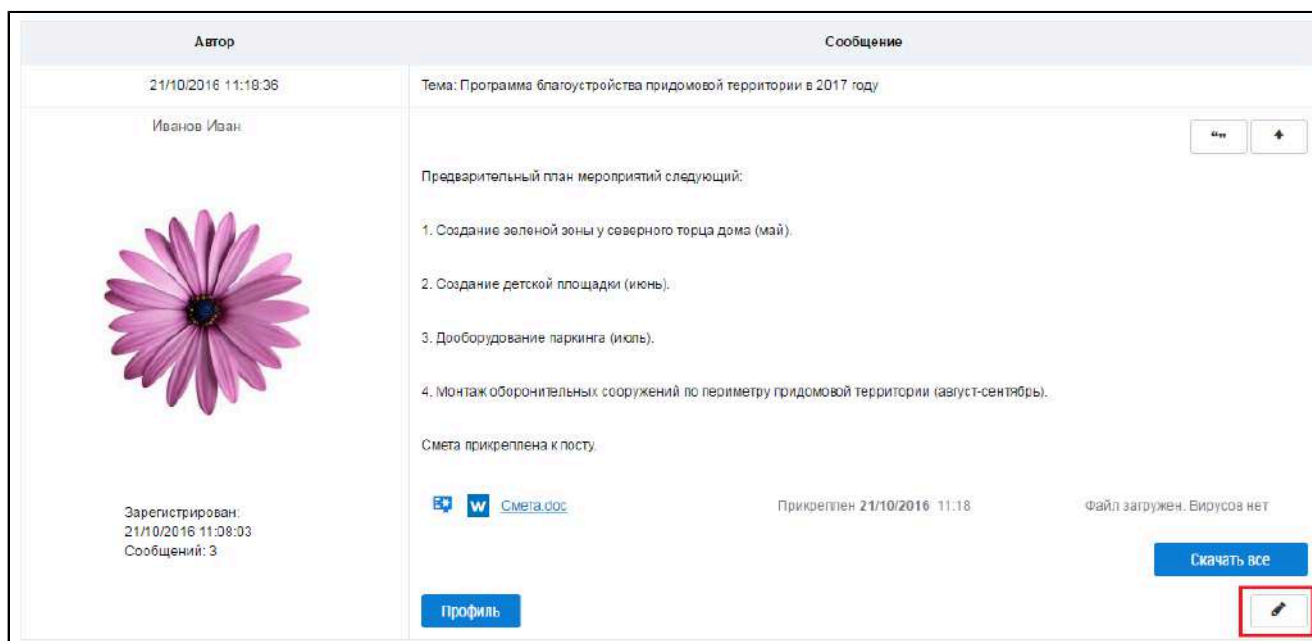 Автор
Сообщение
21/10/2016 11:18:36
Тема: Программа благоустройства придомовой территории в 2017 году
Иванов Иван
Предварительный план мероприятий следующий:
1. Создание зеленой зоны у северного торца дома (май).
2. Создание детской площадки (июнь).
3. Дооборудование паркинга (июль).
4. Монтаж оборонительных сооружений по периметру придомовой территории (август-сентябрь).
Смета прикреплена к посту.
W Смета.doc
Прикреплен 21/10/2016 11:18
Файл загружен. Вирусов нет
Зарегистрирован:
21/10/2016 11:08:03
Сообщений: 3
Скачать все
Профиль